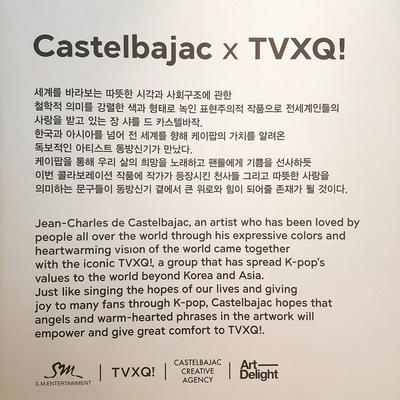 Castelbajac x TVXQ!
세계를 바라보는 따뜻한 시각과 사회구조에 관한
철학적 의미를 강렬한 색과 형태로 녹인 표현주의적 작품으로 전세계인들의
사랑을 받고 있는 장 샤를 드 카스텔바작.
한국과 아시아를 넘어 전 세계를 향해 케이팝의 가치를 알려온
독보적인 아티스트 동방신기가 만났다.
케이팝을 통해 우리 삶의 희망을 노래하고 팬들에게 기쁨을 선사하듯
이번 콜라보레이션 작품에 작가가 등장시킨 천사들 그리고 따뜻한 사랑을
의미하는 문구들이 동방신기 곁에서 큰 위로와 힘이 되어줄 존재가 될 것이다.
Jean-Charles de Castelbajac, an artist who has been loved by
people all over the world through his expressive colors and
heartwarming vision of the world came together
with the iconic TVXQ!, a group that has spread K-pop's
values to the world beyond Korea and Asia.
Just like singing the hopes of our lives and giving
joy to many fans through K-pop, Castelbajac hopes that
angels and warm-hearted phrases in the artwork will
empower and give great comfort to TVXQ!.
SM
S.M.ENTERTAINMENT
TVXQ!
CASTELBAJAC
CREATIVE
AGENCY
Art
Delight